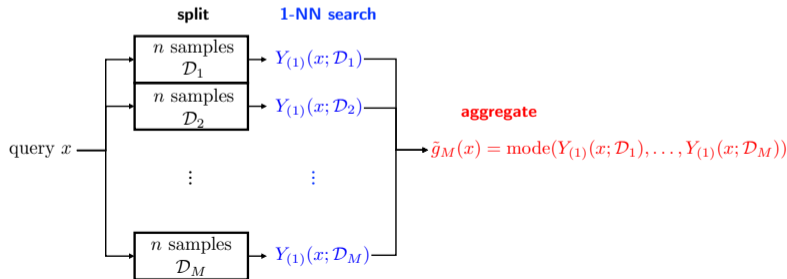 split
1-NN search
n samples
𝒟₁
Y₍₁₎(x; 𝒟₁)
n samples
𝒟₂
Y₍₁₎(x; 𝒟₂)
aggregate
query x
g̃_M(x) = mode(Y₍₁₎(x; 𝒟₁), . . . , Y₍₁₎(x; 𝒟_M))
⋮
⋮
n samples
𝒟_M
Y₍₁₎(x; 𝒟_M)